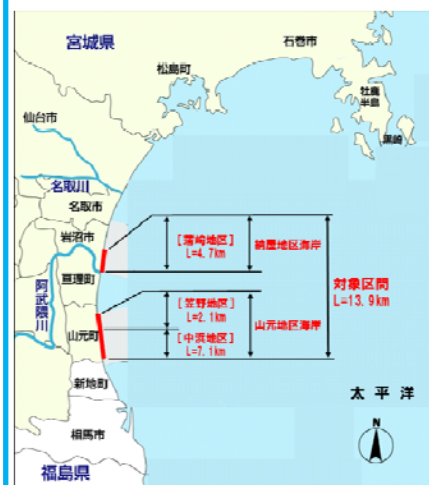 宮城県
石巻市
松島町
牡鹿
半島
黒崎
仙台市
名取川
名取市
岩沼市
[蒲崎地区]
L=4.7km
納屋地区海岸
対象区間
L=13.9km
亘理町
阿武隈川
[笠野地区]
L=2.1km
山元地区海岸
山元町
[中浜地区]
L=7.1km
新地町
太平洋
N
相馬市
福島県